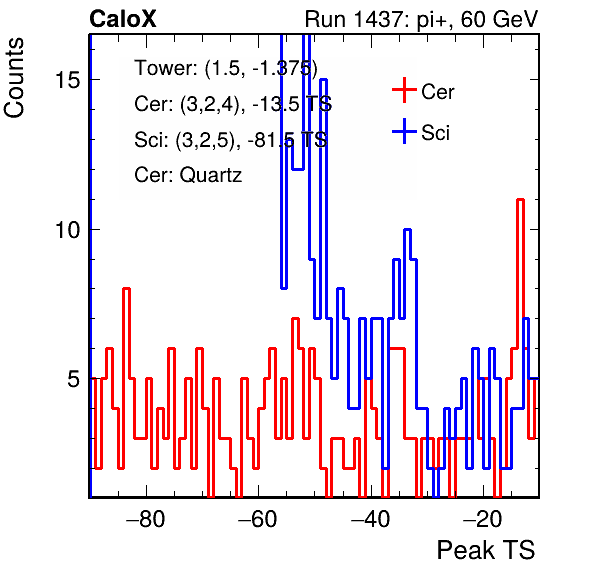 CaloX Run 1437: pi+, 60 GeV
Counts
Tower: (1.5, -1.375)
Cer: (3,2,4), -13.5 TS
Sci: (3,2,5), -81.5 TS
Cer: Quartz
Cer
Sci
15
10
5
−80 −60 −40 −20
Peak TS